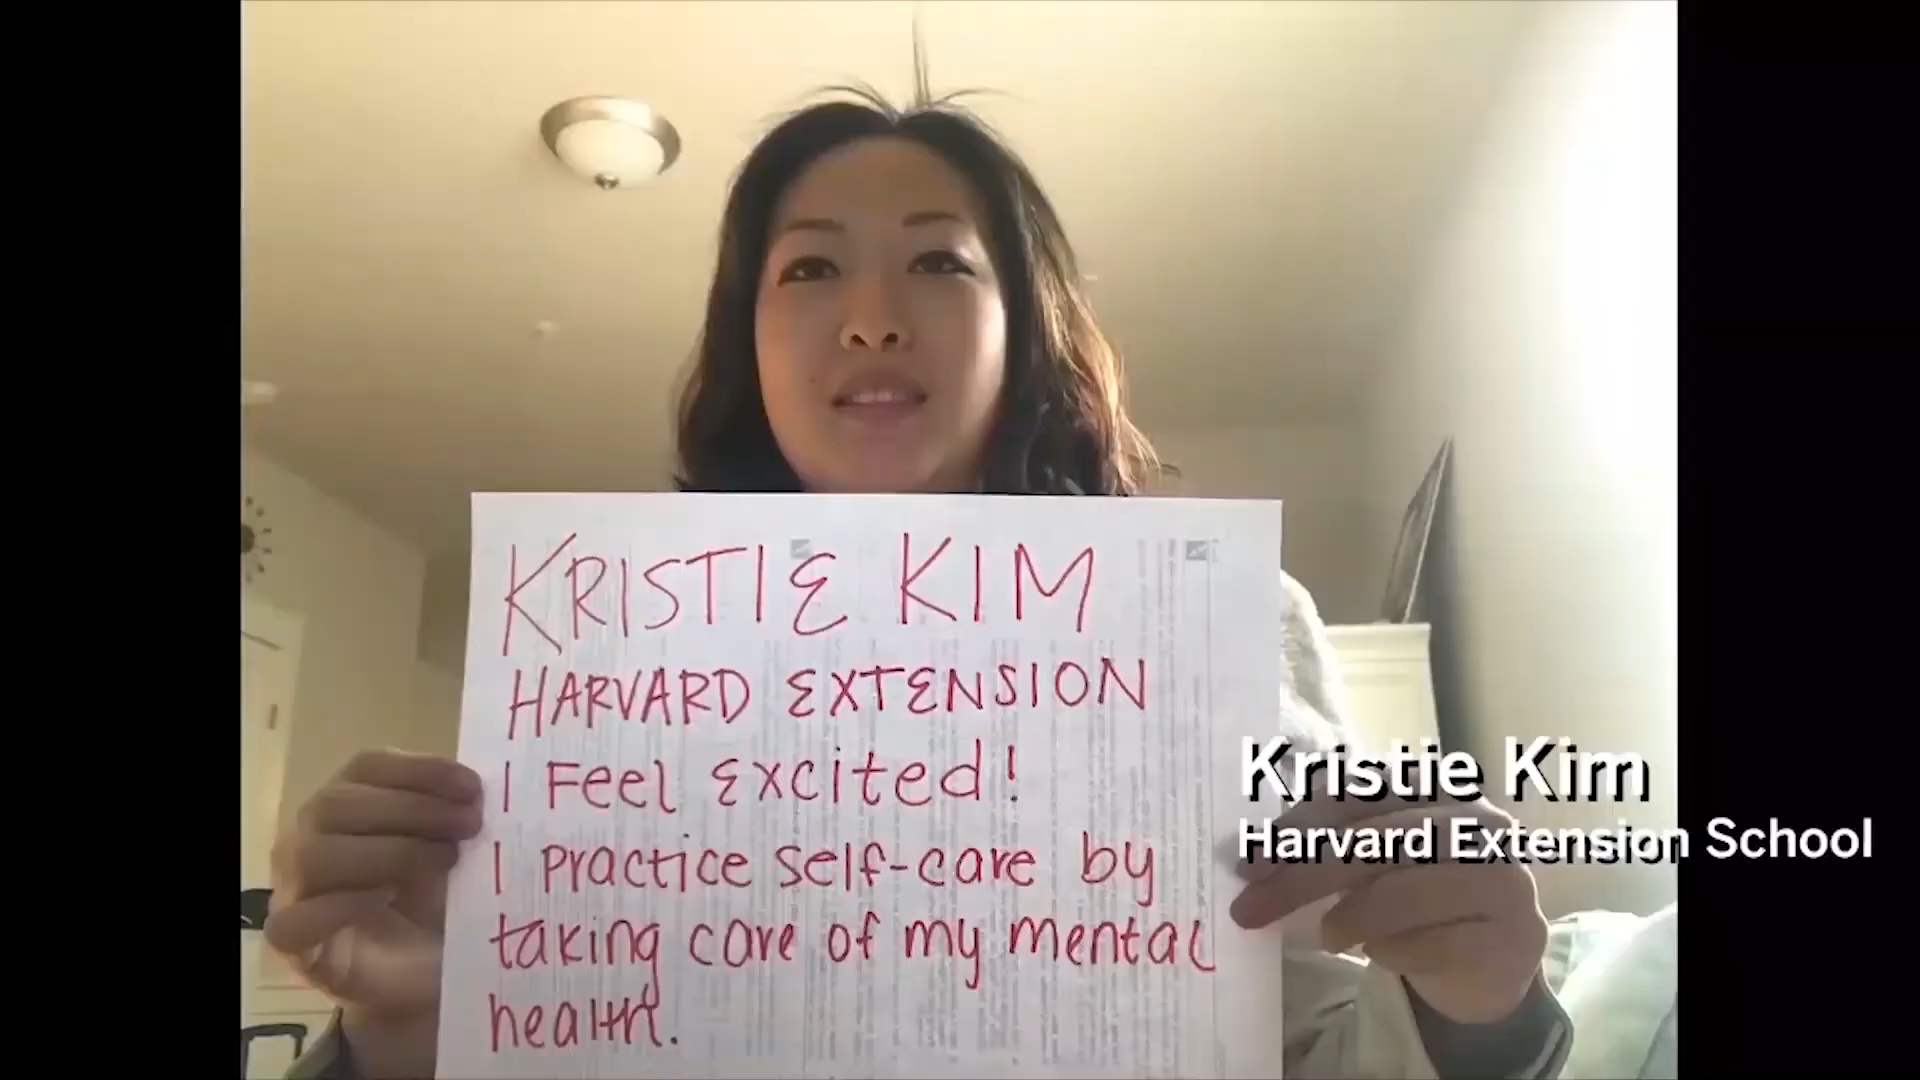 KRISTIE KIM
HARVARD EXTENSION
I Feel Excited!
I practice self-care by
taking care of my mental
health.
Kristie Kim
Harvard Extension School